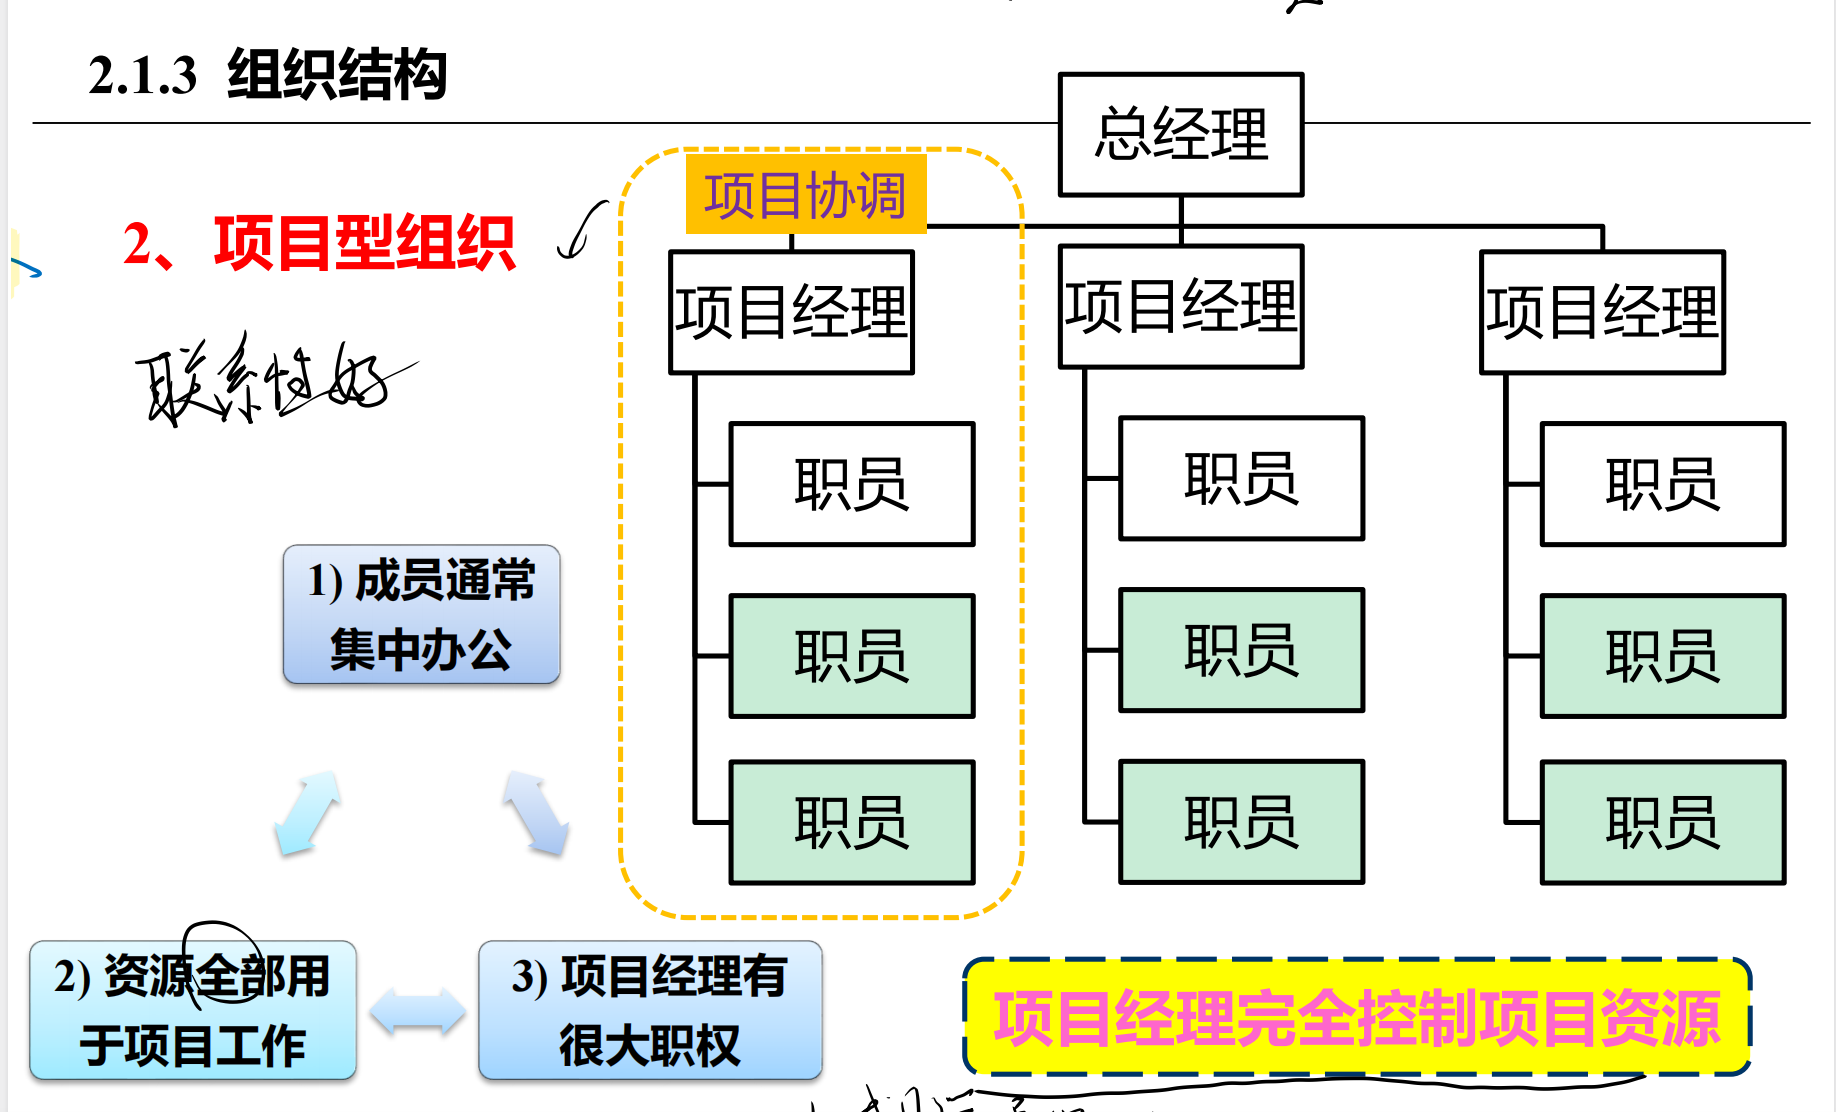 2.1.3 组织结构
2、项目型组织
联系性好
总经理
项目协调
项目经理
项目经理
项目经理
职员
职员
职员
职员
职员
职员
职员
职员
职员
1) 成员通常
集中办公
2) 资源全部用
于项目工作
3) 项目经理有
很大职权
项目经理完全控制项目资源